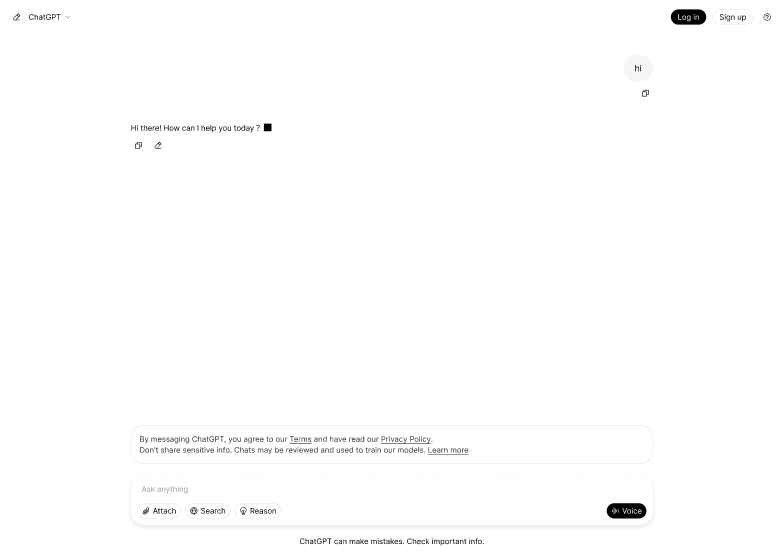 ChatGPT
Log in
Sign up
hi
Hi there! How can I help you today ?
By messaging ChatGPT, you agree to our Terms and have read our Privacy Policy.
Don't share sensitive info. Chats may be reviewed and used to train our models. Learn more
Ask anything
Attach
Search
Reason
Voice
ChatGPT can make mistakes. Check important info.